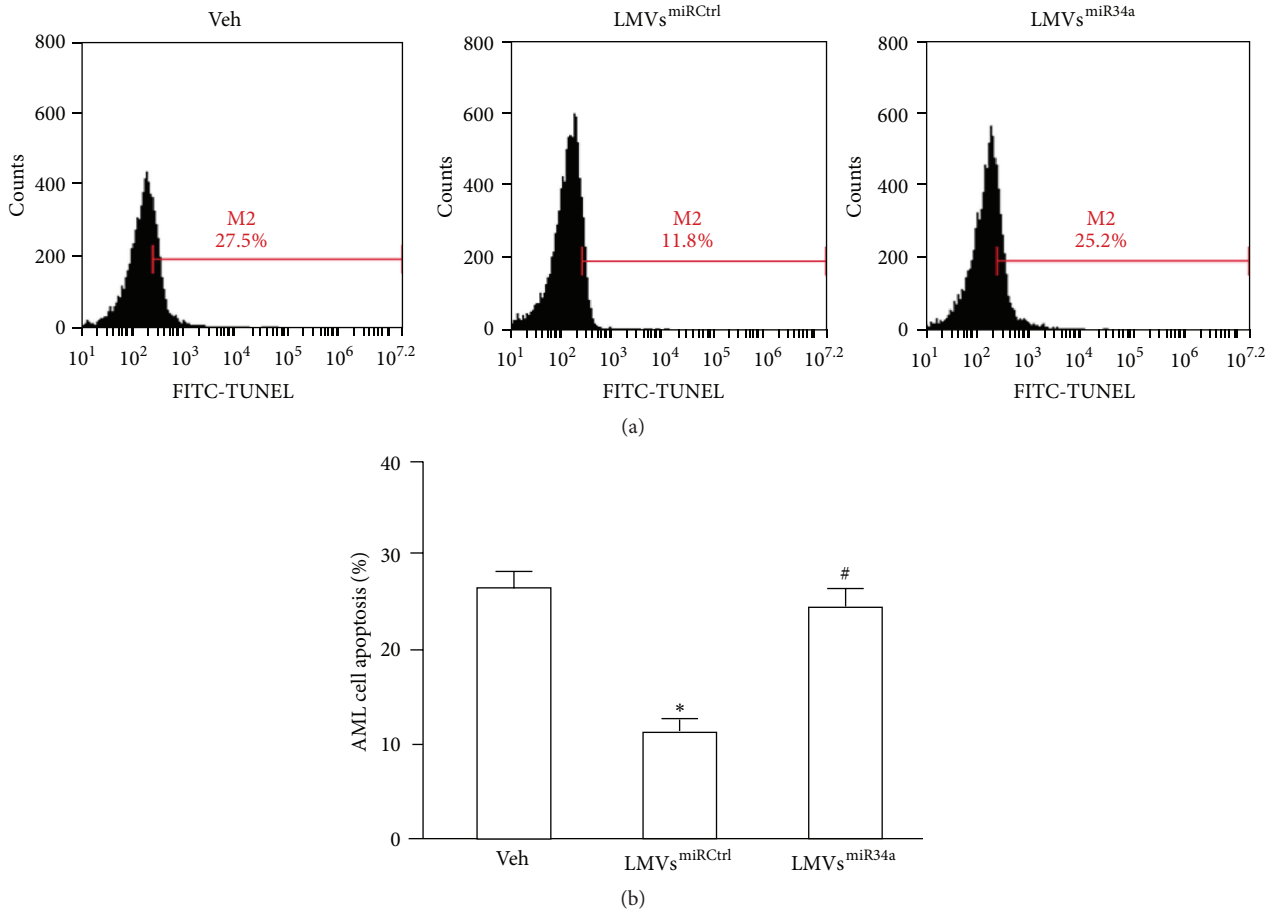 Veh
LMVs^miRCtrl
LMVs^miR34a
800
600
400
200
0
Counts
M2
27.5%
10^1 10^2 10^3 10^4 10^5 10^6 10^7.2
FITC-TUNEL
800
600
400
200
0
Counts
M2
11.8%
10^1 10^2 10^3 10^4 10^5 10^6 10^7.2
FITC-TUNEL
800
600
400
200
0
Counts
M2
25.2%
10^1 10^2 10^3 10^4 10^5 10^6 10^7.2
FITC-TUNEL
(a)
40
30
20
10
0
AML cell apoptosis (%)
*
#
Veh
LMVs^miRCtrl
LMVs^miR34a
(b)